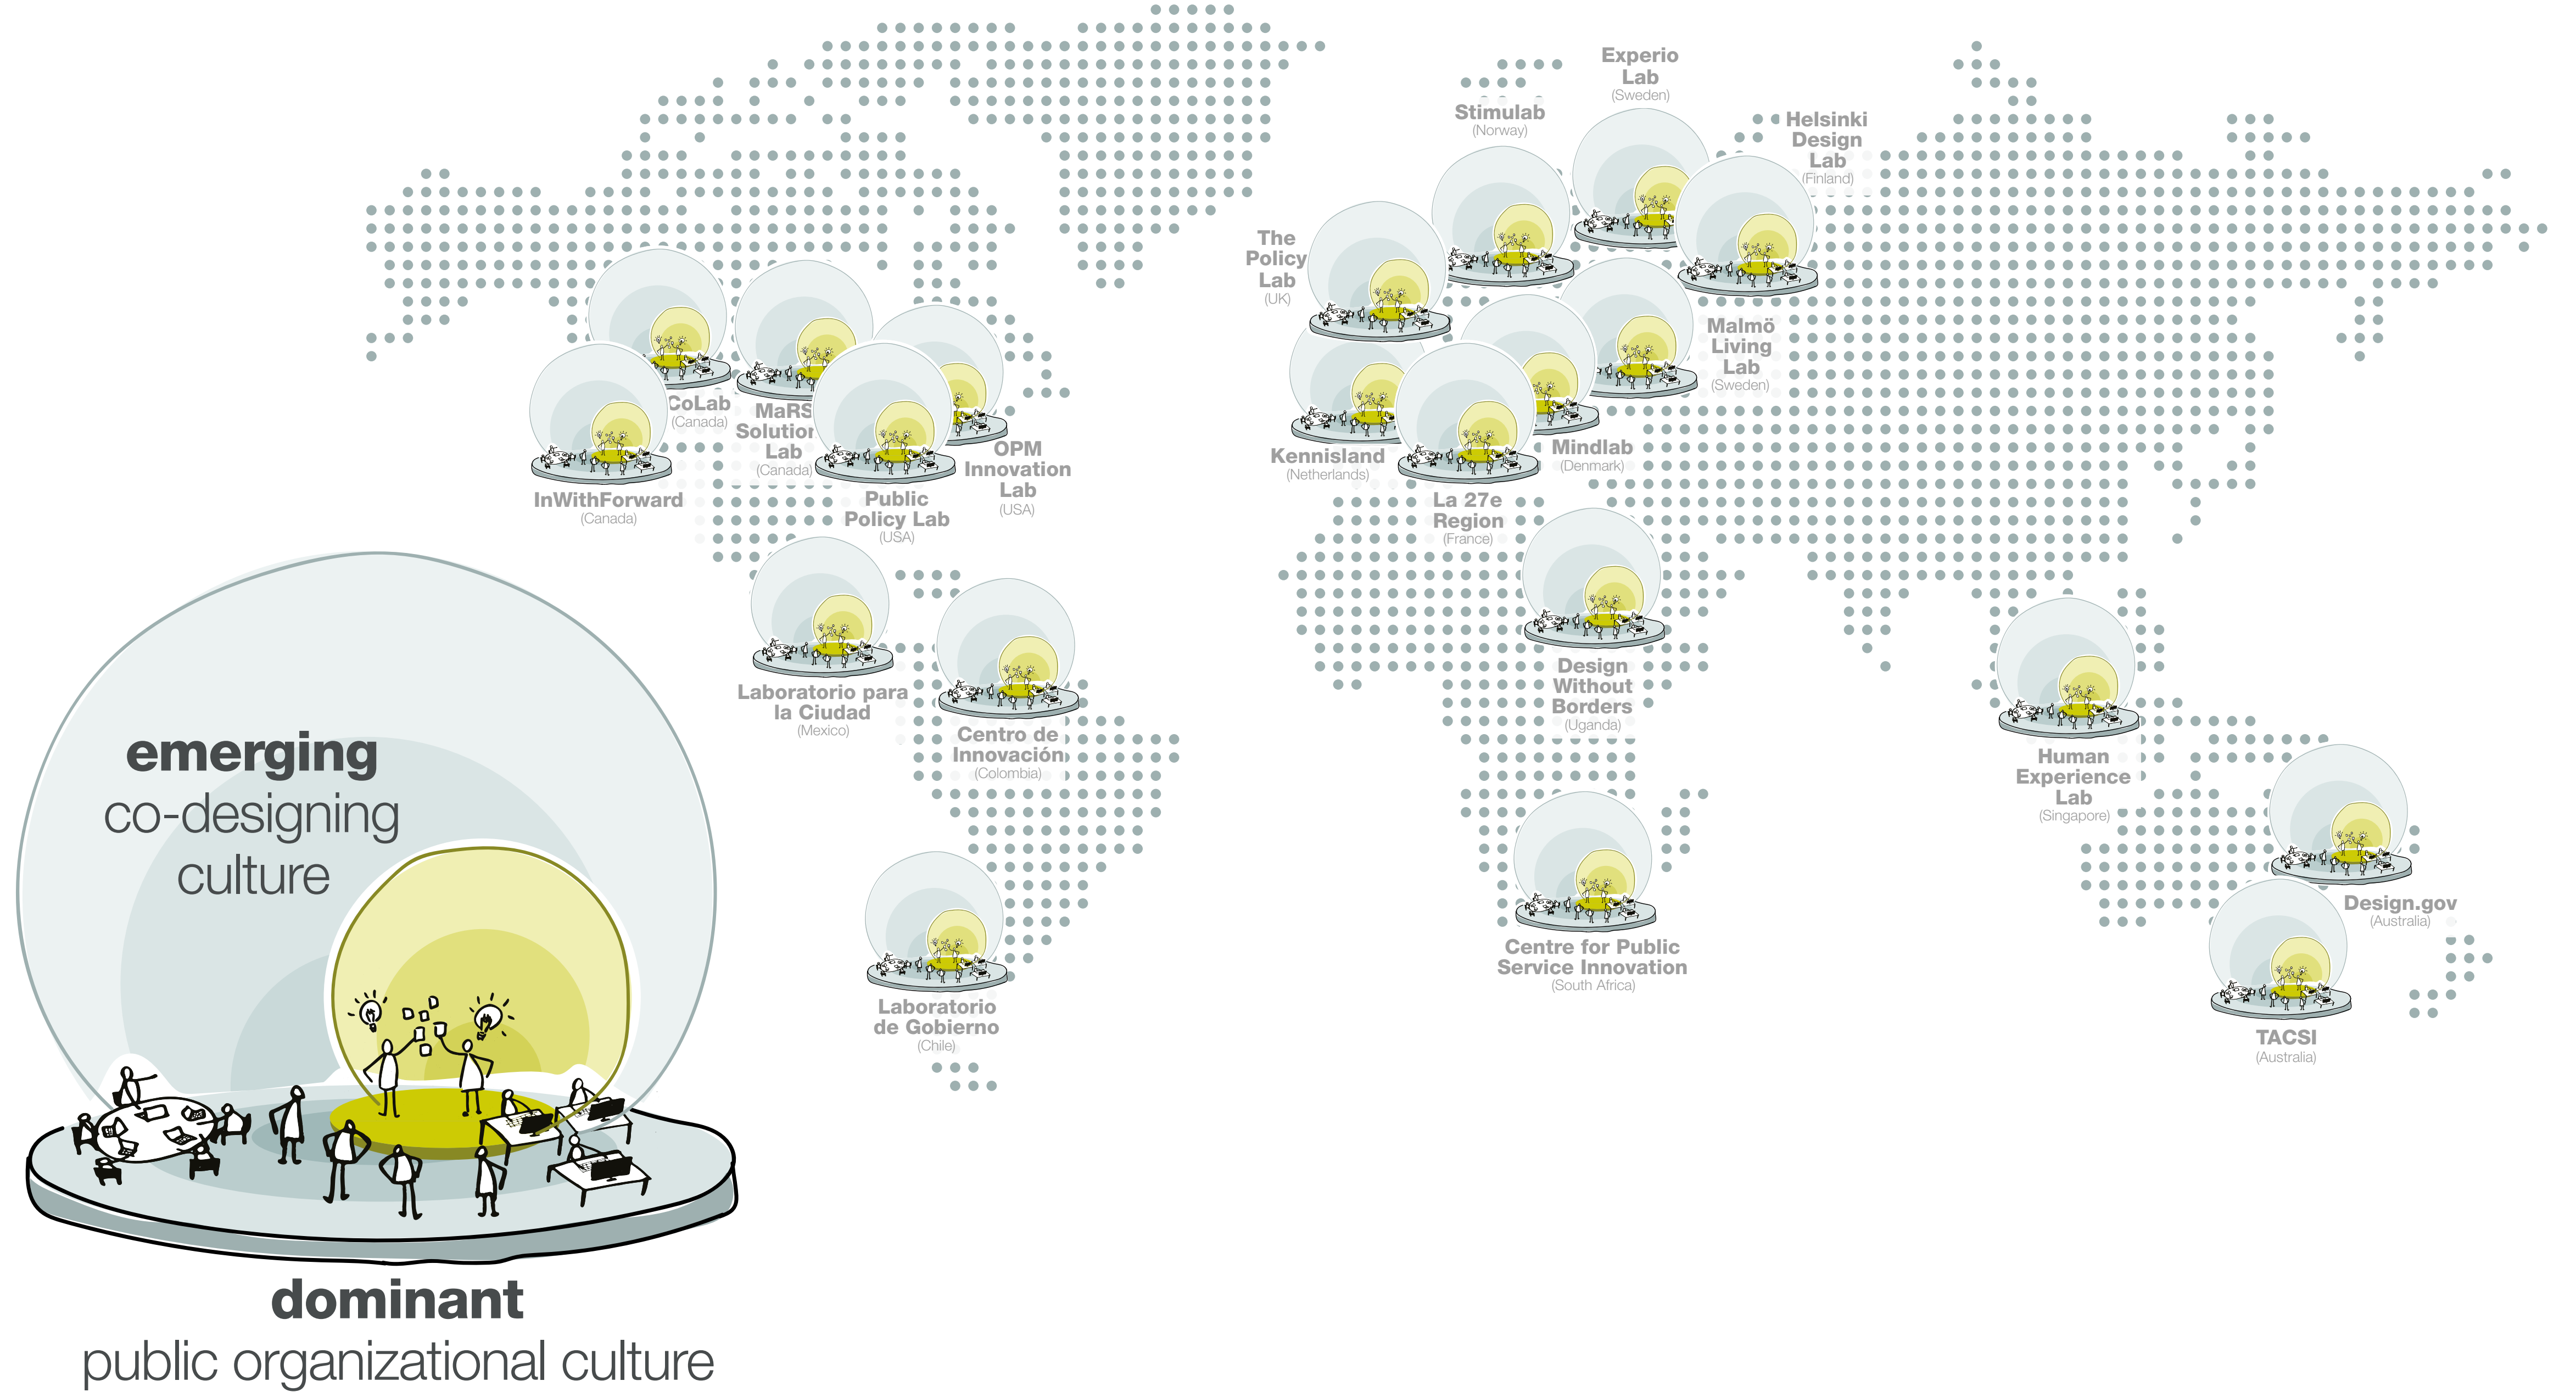 Experio
Lab
(Sweden)
Stimulab
(Norway)
Helsinki
Design
Lab
(Finland)
The
Policy
Lab
(UK)
Malmö
Living
Lab
(Sweden)
CoLab
(Canada)
MaRS
Solution
Lab
(Canada)
OPM
Innovation
Lab
(USA)
InWithForward
(Canada)
Public
Policy Lab
(USA)
Kennisland
(Netherlands)
Mindlab
(Denmark)
La 27e
Region
(France)
Laboratorio para
la Ciudad
(Mexico)
Centro de
Innovación
(Colombia)
Design
Without
Borders
(Uganda)
Human
Experience
Lab
(Singapore)
Design.gov
(Australia)
Centre for Public
Service Innovation
(South Africa)
Laboratorio
de Gobierno
(Chile)
TACSI
(Australia)
emerging
co-designing
culture
dominant
public organizational culture